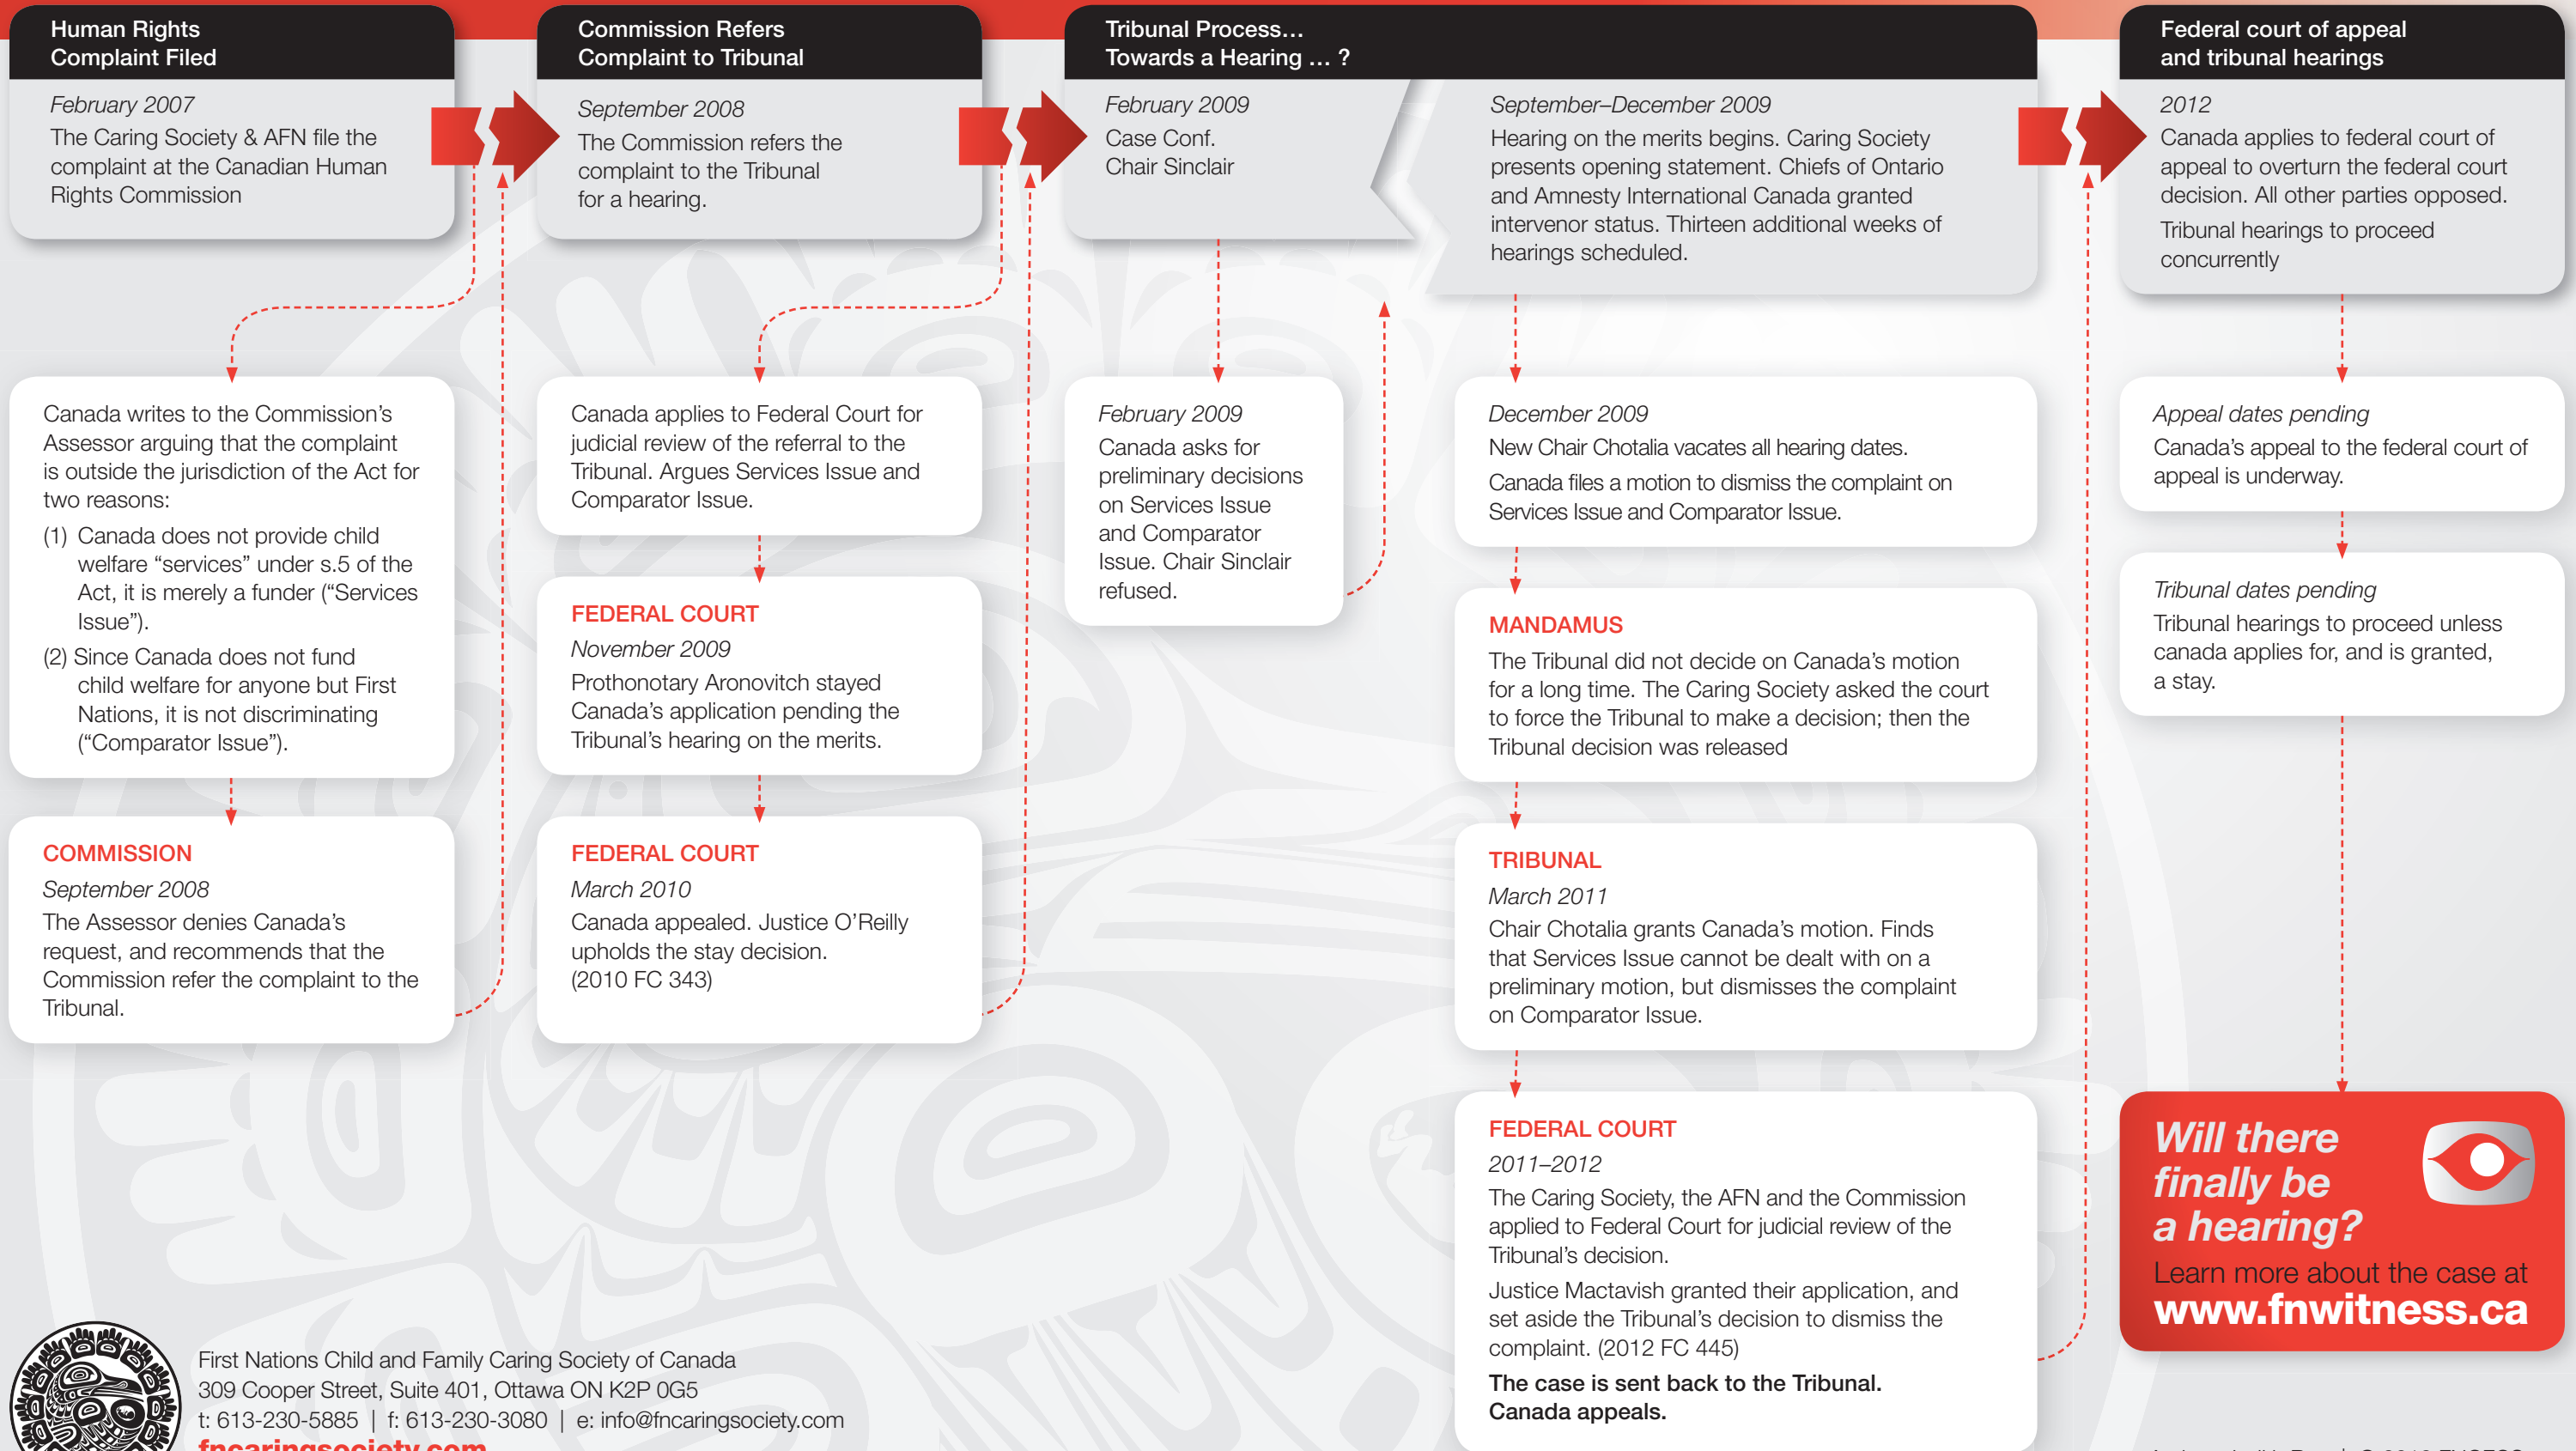 Human Rights
Complaint Filed
February 2007
The Caring Society & AFN file the
complaint at the Canadian Human
Rights Commission
Canada writes to the Commission’s
Assessor arguing that the complaint
is outside the jurisdiction of the Act for
two reasons:
(1) Canada does not provide child
welfare “services” under s.5 of the
Act, it is merely a funder (“Services
Issue”).
(2) Since Canada does not fund
child welfare for anyone but First
Nations, it is not discriminating
(“Comparator Issue”).
COMMISSION
September 2008
The Assessor denies Canada’s
request, and recommends that the
Commission refer the complaint to the
Tribunal.
Commission Refers
Complaint to Tribunal
September 2008
The Commission refers the
complaint to the Tribunal
for a hearing.
Canada applies to Federal Court for
judicial review of the referral to the
Tribunal. Argues Services Issue and
Comparator Issue.
FEDERAL COURT
November 2009
Prothonotary Aronovitch stayed
Canada’s application pending the
Tribunal’s hearing on the merits.
FEDERAL COURT
March 2010
Canada appealed. Justice O’Reilly
upholds the stay decision.
(2010 FC 343)
Tribunal Process…
Towards a Hearing … ?
February 2009
Case Conf.
Chair Sinclair
February 2009
Canada asks for
preliminary decisions
on Services Issue
and Comparator
Issue. Chair Sinclair
refused.
September–December 2009
Hearing on the merits begins. Caring Society
presents opening statement. Chiefs of Ontario
and Amnesty International Canada granted
intervenor status. Thirteen additional weeks of
hearings scheduled.
December 2009
New Chair Chotalia vacates all hearing dates.
Canada files a motion to dismiss the complaint on
Services Issue and Comparator Issue.
MANDAMUS
The Tribunal did not decide on Canada’s motion
for a long time. The Caring Society asked the court
to force the Tribunal to make a decision; then the
Tribunal decision was released
TRIBUNAL
March 2011
Chair Chotalia grants Canada’s motion. Finds
that Services Issue cannot be dealt with on a
preliminary motion, but dismisses the complaint
on Comparator Issue.
FEDERAL COURT
2011–2012
The Caring Society, the AFN and the Commission
applied to Federal Court for judicial review of the
Tribunal’s decision.
Justice Mactavish granted their application, and
set aside the Tribunal’s decision to dismiss the
complaint. (2012 FC 445)
The case is sent back to the Tribunal.
Canada appeals.
Federal court of appeal
and tribunal hearings
2012
Canada applies to federal court of
appeal to overturn the federal court
decision. All other parties opposed.
Tribunal hearings to proceed
concurrently
Appeal dates pending
Canada’s appeal to the federal court of
appeal is underway.
Tribunal dates pending
Tribunal hearings to proceed unless
canada applies for, and is granted,
a stay.
Will there
finally be
a hearing?
Learn more about the case at
www.fnwitness.ca
First Nations Child and Family Caring Society of Canada
309 Cooper Street, Suite 401, Ottawa ON K2P 0G5
t: 613-230-5885 | f: 613-230-3080 | e: info@fncaringsociety.com
fncaringsociety.com